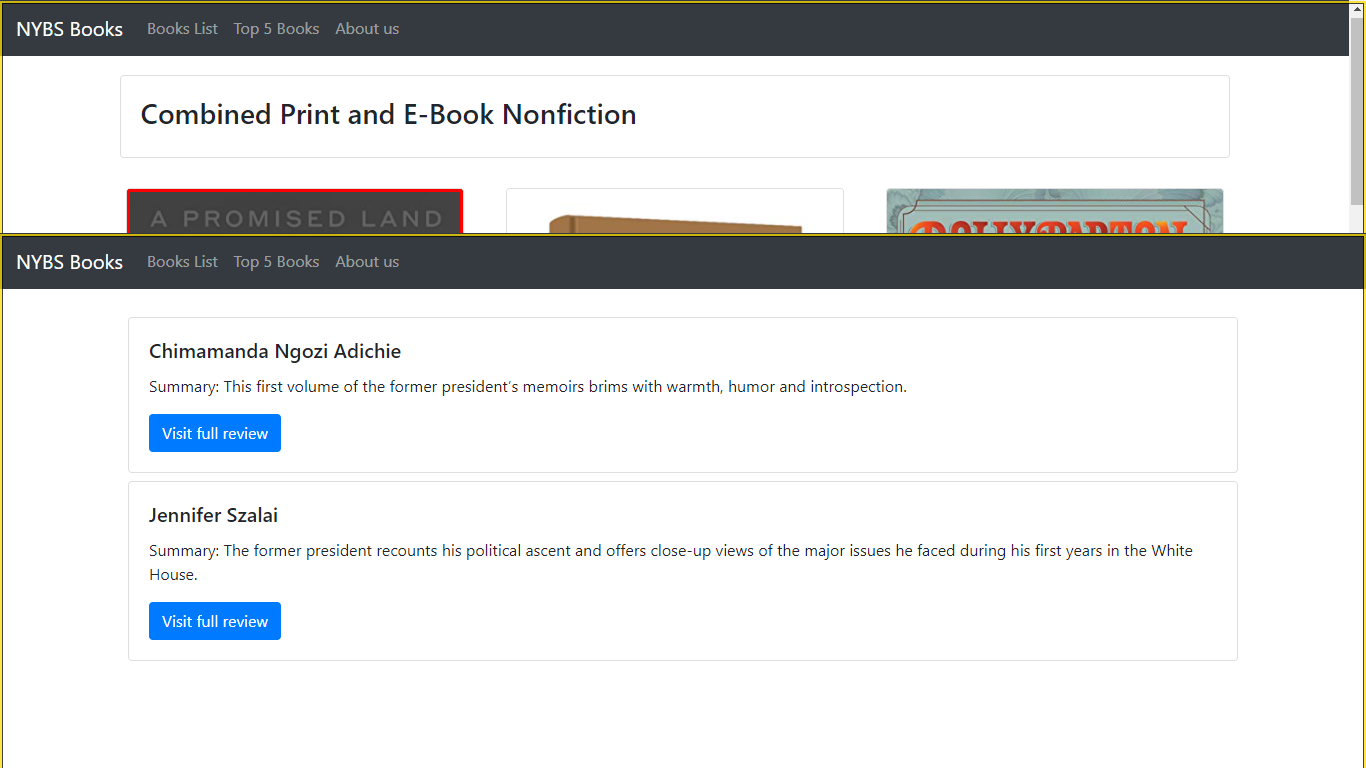 NYBS Books Books List Top 5 Books About us
Combined Print and E-Book Nonfiction
A PROMISED LAND
DOLLY PARTON
NYBS Books Books List Top 5 Books About us
Chimamanda Ngozi Adichie
Summary: This first volume of the former president’s memoirs brims with warmth, humor and introspection.
Visit full review
Jennifer Szalai
Summary: The former president recounts his political ascent and offers close-up views of the major issues he faced during his first years in the White
House.
Visit full review